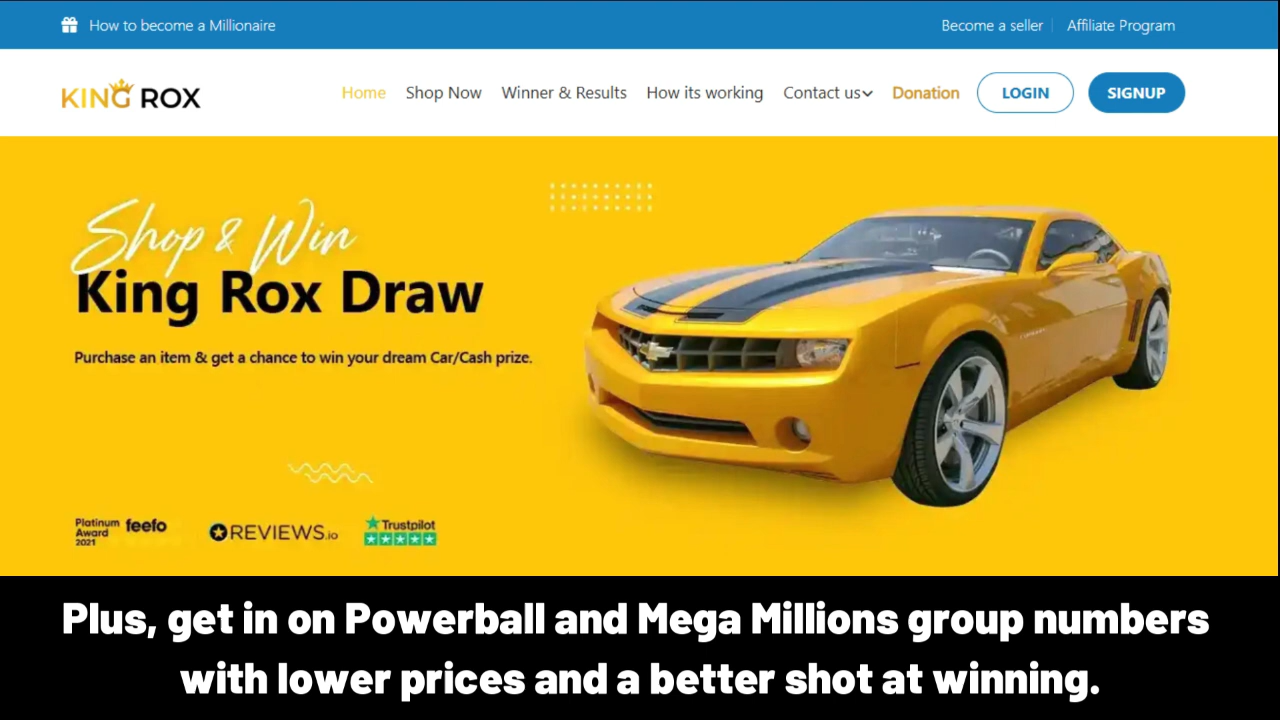 How to become a Millionaire
Become a seller
Affiliate Program
KING ROX
Home
Shop Now
Winner & Results
How its working
Contact us
Donation
LOGIN
SIGNUP
Shop & Win
King Rox Draw
Purchase an item & get a chance to win your dream Car/Cash prize.
Platinum
Award
2021
feefo
REVIEWS.io
Trustpilot
Plus, get in on Powerball and Mega Millions group numbers
with lower prices and a better shot at winning.